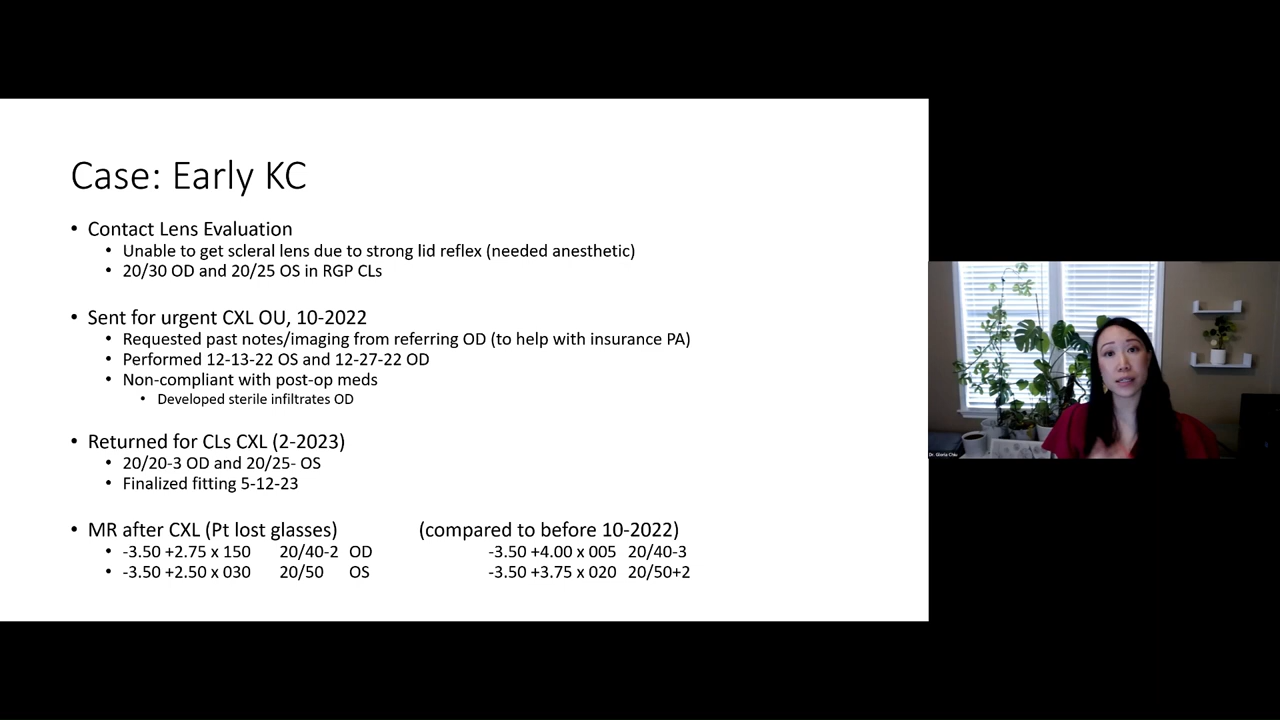 Case: Early KC
• Contact Lens Evaluation
• Unable to get scleral lens due to strong lid reflex (needed anesthetic)
• 20/30 OD and 20/25 OS in RGP CLs
• Sent for urgent CXL OU, 10-2022
• Requested past notes/imaging from referring OD (to help with insurance PA)
• Performed 12-13-22 OS and 12-27-22 OD
• Non-compliant with post-op meds
• Developed sterile infiltrates OD
• Returned for CLs CXL (2-2023)
• 20/20-3 OD and 20/25- OS
• Finalized fitting 5-12-23
• MR after CXL (Pt lost glasses) (compared to before 10-2022)
• -3.50 +2.75 x 150 20/40-2 OD -3.50 +4.00 x 005 20/40-3
• -3.50 +2.50 x 030 20/50 OS -3.50 +3.75 x 020 20/50+2
Dr. Gloria Chiu